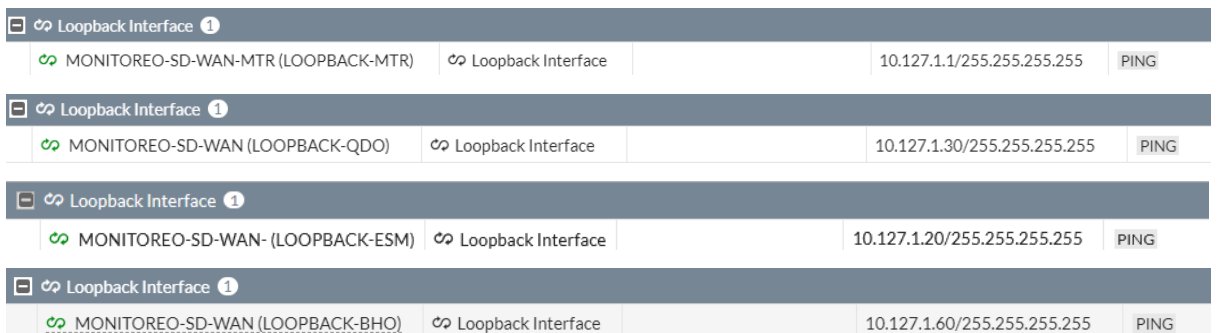 Loopback Interface 1
MONITOREO-SD-WAN-MTR (LOOPBACK-MTR) Loopback Interface 10.127.1.1/255.255.255.255 PING
Loopback Interface 1
MONITOREO-SD-WAN (LOOPBACK-QDO) Loopback Interface 10.127.1.30/255.255.255.255 PING
Loopback Interface 1
MONITOREO-SD-WAN- (LOOPBACK-ESM) Loopback Interface 10.127.1.20/255.255.255.255 PING
Loopback Interface 1
MONITOREO-SD-WAN (LOOPBACK-BHO) Loopback Interface 10.127.1.60/255.255.255.255 PING